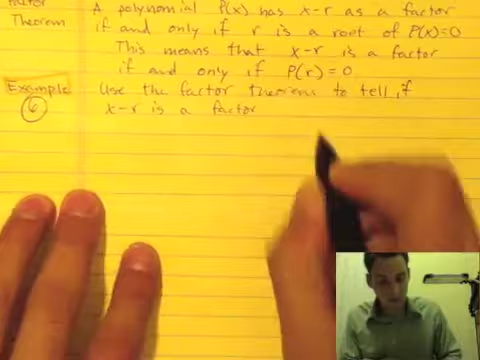 Factor
Theorem
A polynomial P(x) has x-r as a factor
if and only if r is a root of P(x)=0
This means that x-r is a factor
if and only if P(r)=0
Example
6
Use the factor theorem to tell if
x-r is a factor